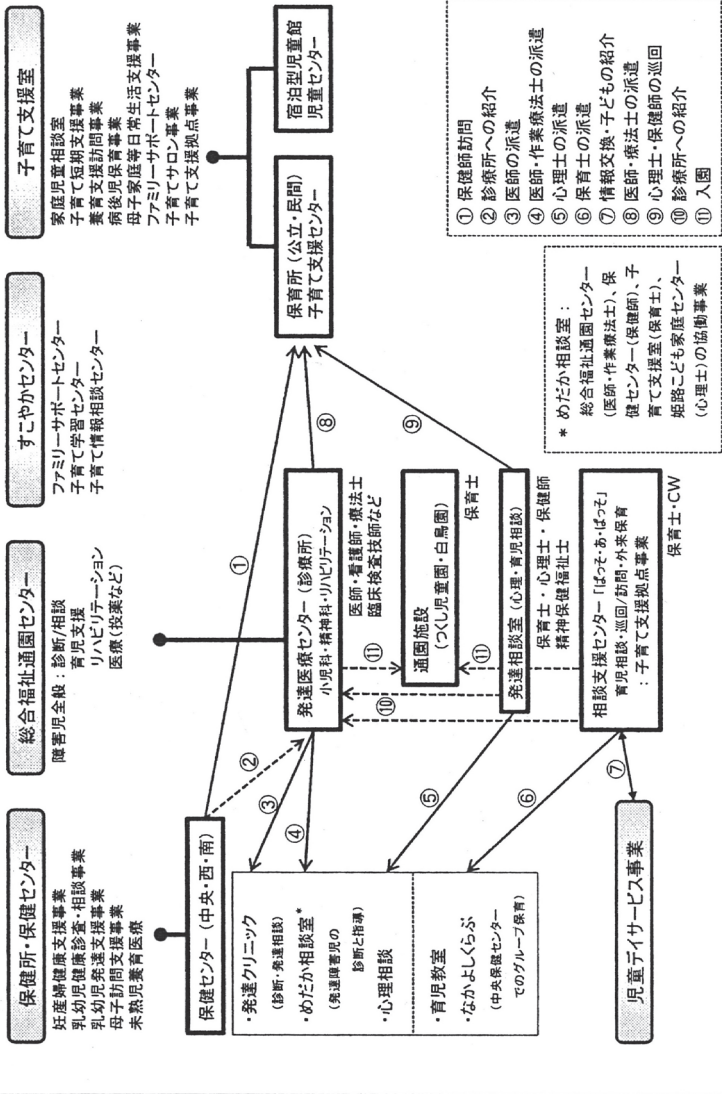 保健所・保健センター
妊産婦健康支援事業
乳幼児健康診査・相談事業
乳幼児発達支援事業
母子訪問支援事業
未熟児養育医療
総合福祉通園センター
障害児全般：診断/相談
育児支援
リハビリテーション
医療(投薬など)
すこやかセンター
ファミリーサポートセンター
子育て学習センター
子育て情報相談センター
子育て支援室
家庭児童相談室
子育て短期支援事業
養育支援訪問事業
病後児保育事業
母子家庭等日常生活支援事業
ファミリーサポートセンター
子育てサロン事業
子育て支援拠点事業
保健センター（中央・西・南）
・発達クリニック
（診断・発達相談）
・めだか相談室*
（発達障害児の
診断と指導）
・心理相談
・育児教室
・なかよしくらぶ
（中央保健センター
でのグループ保育）
児童デイサービス事業
発達医療センター（診療所）
小児科・精神科・リハビリテーション
医師・看護師・療法士
臨床検査技師など
通園施設
（つくし児童園・白鳥園）
保育士
発達相談室（心理・育児相談）
保育士・心理士・保健師
精神保健福祉士
相談支援センター「ぱっそ・あ・ぱっそ」
育児相談・巡回/訪問・外来保育
：子育て支援拠点事業
保育士・CW
保育所（公立・民間）
子育て支援センター
宿泊型児童館
児童センター
①
②
③
④
⑤
⑥
⑦
⑧
⑨
⑩
⑪
⑪
* めだか相談室：
総合福祉通園センター
(医師・作業療法士)、保
健センター(保健師)、子
育て支援室(保育士)、
姫路こども家庭センター
(心理士)の協働事業
① 保健師訪問
② 診療所への紹介
③ 医師の派遣
④ 医師・作業療法士の派遣
⑤ 心理士の派遣
⑥ 保育士の派遣
⑦ 情報交換・子どもの紹介
⑧ 医師・療法士の派遣
⑨ 心理士・保健師の巡回
⑩ 診療所への紹介
⑪ 入園